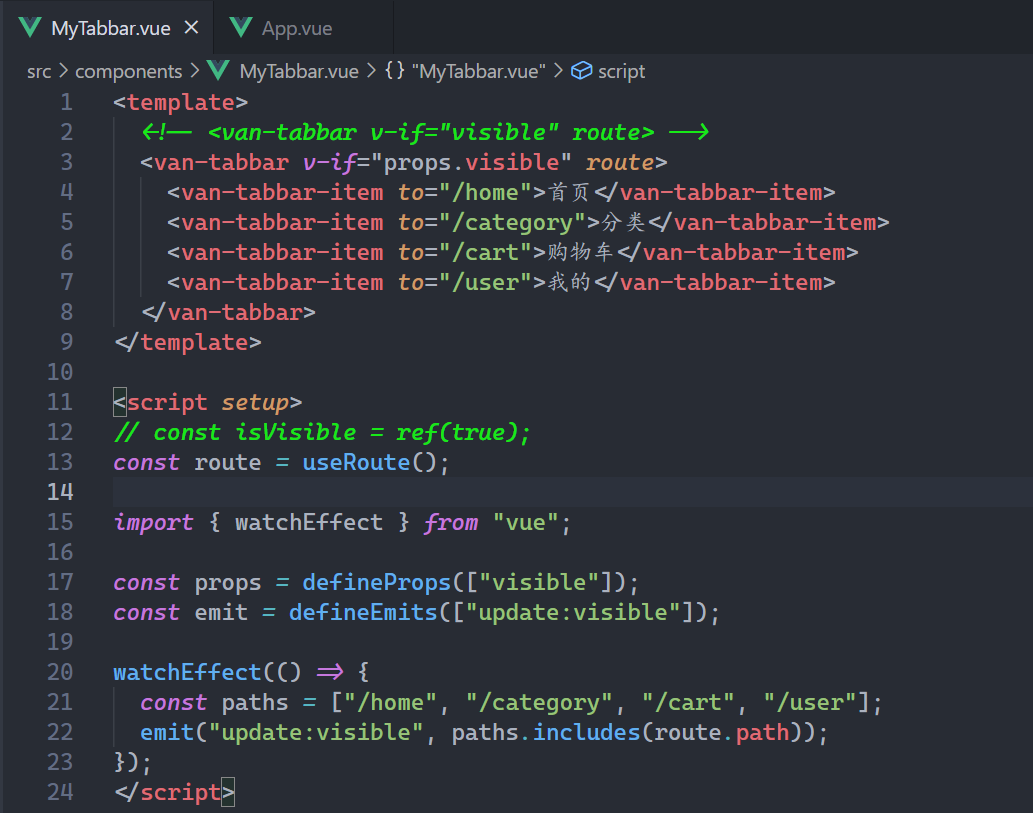 MyTabbar.vue × App.vue
src > components > MyTabbar.vue > {} "MyTabbar.vue" > script
1 <template>
2 <!-- <van-tabbar v-if="visible" route> -->
3 <van-tabbar v-if="props.visible" route>
4 <van-tabbar-item to="/home">首页</van-tabbar-item>
5 <van-tabbar-item to="/category">分类</van-tabbar-item>
6 <van-tabbar-item to="/cart">购物车</van-tabbar-item>
7 <van-tabbar-item to="/user">我的</van-tabbar-item>
8 </van-tabbar>
9 </template>
10
11 <script setup>
12 // const isVisible = ref(true);
13 const route = useRoute();
14
15 import { watchEffect } from "vue";
16
17 const props = defineProps(["visible"]);
18 const emit = defineEmits(["update:visible"]);
19
20 watchEffect(() => {
21 const paths = ["/home", "/category", "/cart", "/user"];
22 emit("update:visible", paths.includes(route.path));
23 });
24 </script>